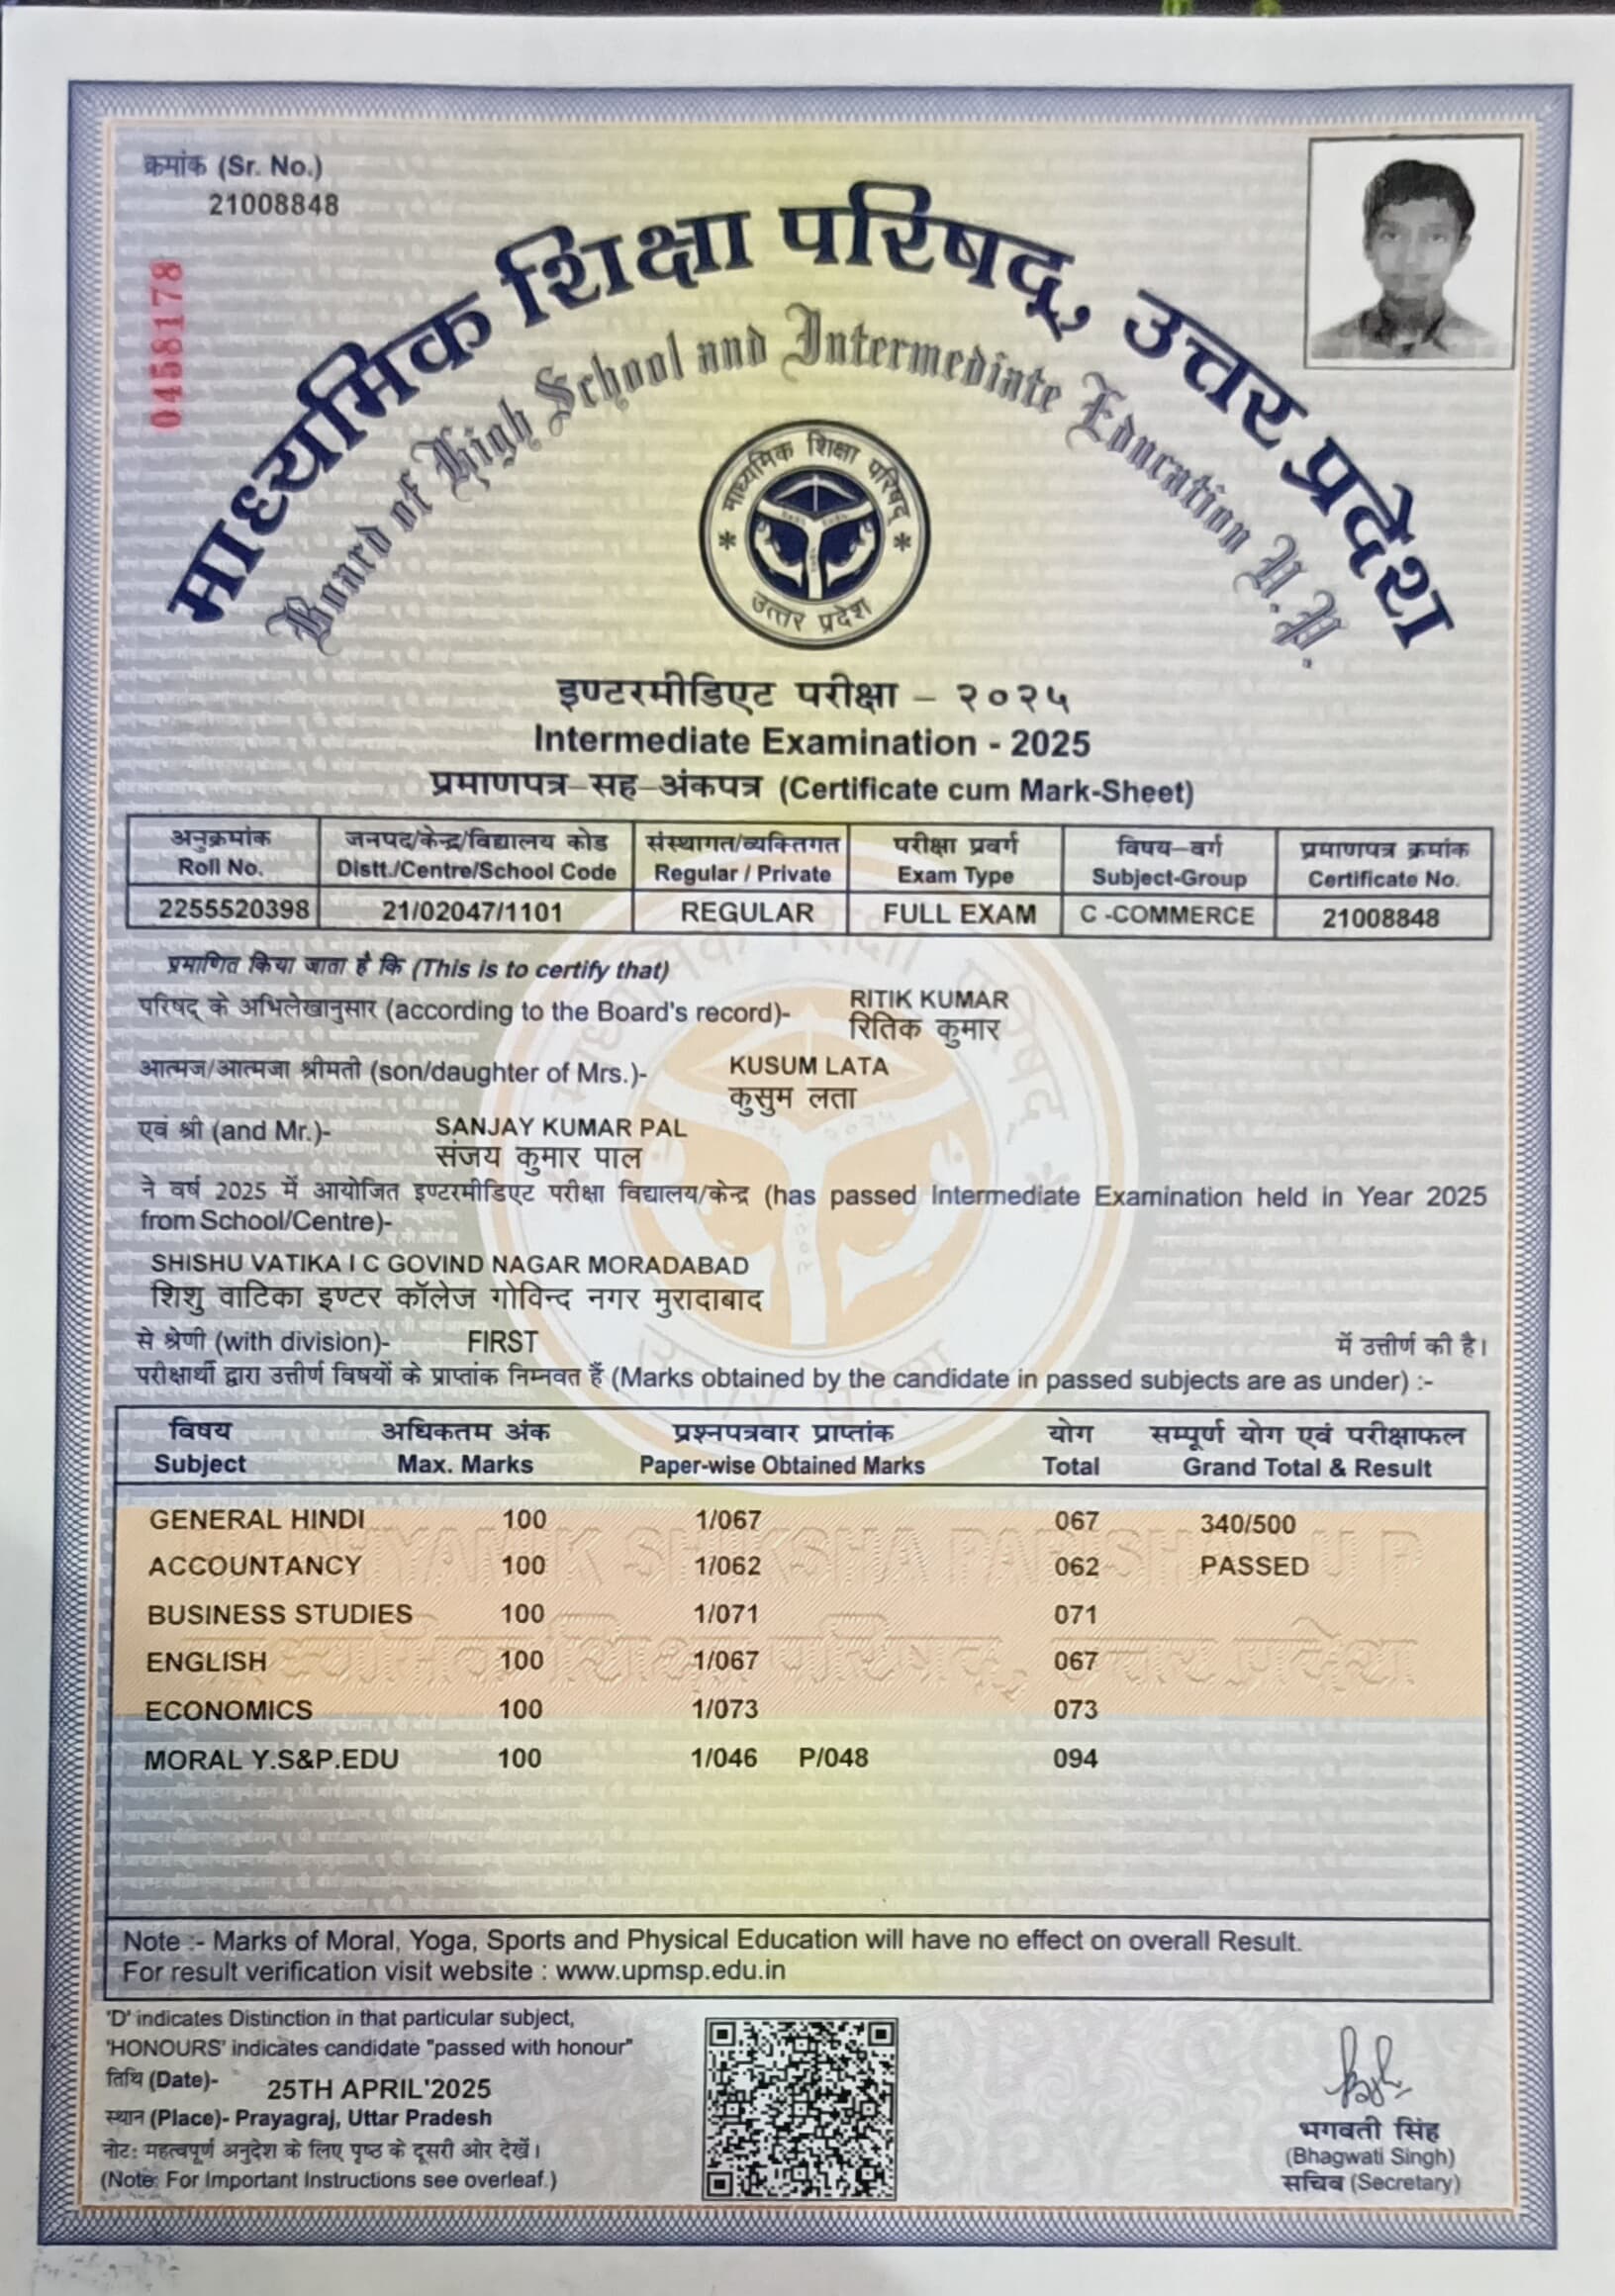 क्रमांक (Sr. No.)
21008848
0458178
माध्यमिक शिक्षा परिषद्, उत्तर प्रदेश
Board of High School and Intermediate Education U.P.
माध्यमिक शिक्षा परिषद्
उत्तर प्रदेश
इण्टरमीडिएट परीक्षा – २०२५
Intermediate Examination - 2025
प्रमाणपत्र–सह–अंकपत्र (Certificate cum Mark-Sheet)
अनुक्रमांक जनपद/केन्द्र/विद्यालय कोड संस्थागत/व्यक्तिगत परीक्षा प्रवर्ग विषय–वर्ग प्रमाणपत्र क्रमांक
Roll No. Distt./Centre/School Code Regular / Private Exam Type Subject-Group Certificate No.
2255520398 21/02047/1101 REGULAR FULL EXAM C -COMMERCE 21008848
प्रमाणित किया जाता है कि (This is to certify that)
परिषद् के अभिलेखानुसार (according to the Board's record)- RITIK KUMAR
रितिक कुमार
आत्मज/आत्मजा श्रीमती (son/daughter of Mrs.)- KUSUM LATA
कुसुम लता
एवं श्री (and Mr.)- SANJAY KUMAR PAL
संजय कुमार पाल
ने वर्ष 2025 में आयोजित इण्टरमीडिएट परीक्षा विद्यालय/केन्द्र (has passed Intermediate Examination held in Year 2025
from School/Centre)-
SHISHU VATIKA I C GOVIND NAGAR MORADABAD
शिशु वाटिका इण्टर कॉलेज गोविन्द नगर मुरादाबाद
से श्रेणी (with division)- FIRST में उत्तीर्ण की है।
परीक्षार्थी द्वारा उत्तीर्ण विषयों के प्राप्तांक निम्नवत हैं (Marks obtained by the candidate in passed subjects are as under) :-
विषय अधिकतम अंक प्रश्नपत्रवार प्राप्तांक योग सम्पूर्ण योग एवं परीक्षाफल
Subject Max. Marks Paper-wise Obtained Marks Total Grand Total & Result
GENERAL HINDI 100 1/067 067 340/500
ACCOUNTANCY 100 1/062 062 PASSED
BUSINESS STUDIES 100 1/071 071
ENGLISH 100 1/067 067
ECONOMICS 100 1/073 073
MORAL Y.S&P.EDU 100 1/046 P/048 094
Note :- Marks of Moral, Yoga, Sports and Physical Education will have no effect on overall Result.
For result verification visit website : www.upmsp.edu.in
'D' indicates Distinction in that particular subject,
'HONOURS' indicates candidate "passed with honour"
तिथि (Date)- 25TH APRIL'2025
स्थान (Place)- Prayagraj, Uttar Pradesh
नोट: महत्वपूर्ण अनुदेश के लिए पृष्ठ के दूसरी ओर देखें।
(Note: For Important Instructions see overleaf.)
भगवती सिंह
(Bhagwati Singh)
सचिव (Secretary)